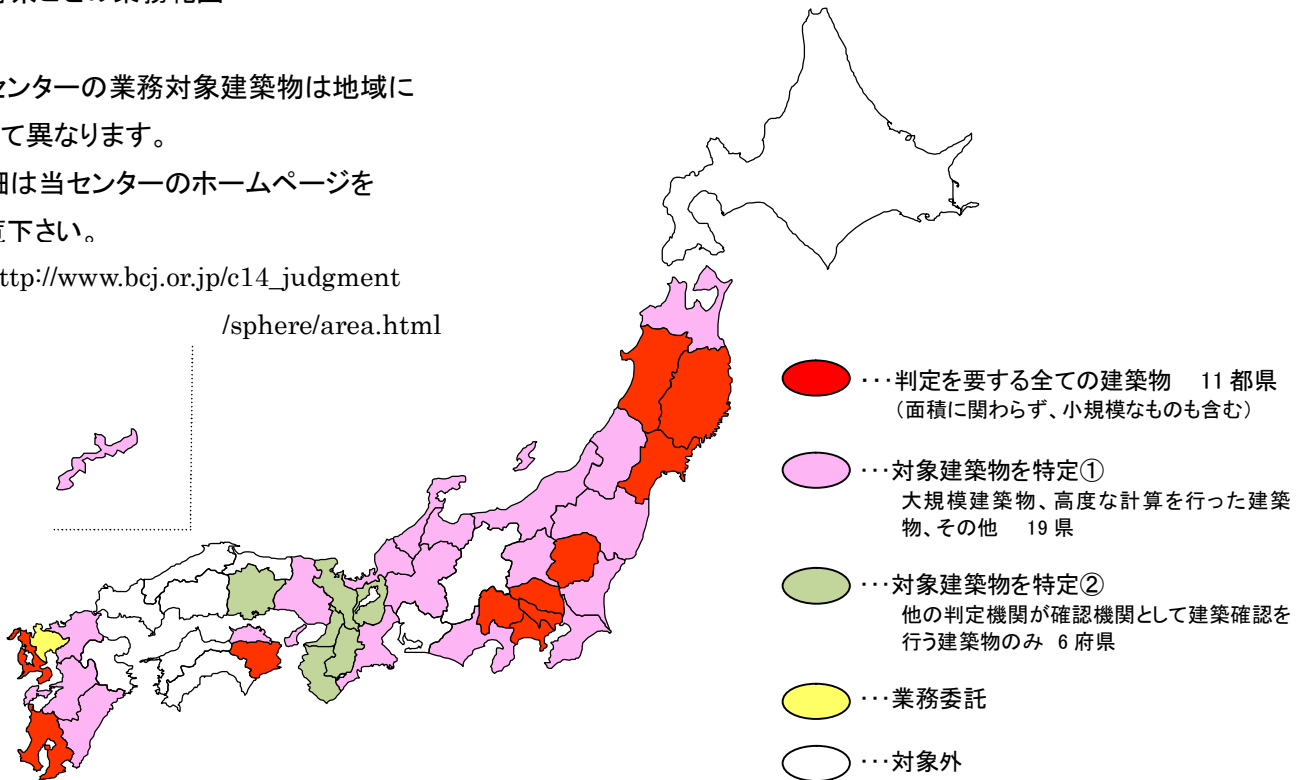 センターの業務対象建築物は地域に
て異なります。
細は当センターのホームページを
下さい。
ttp://www.bcj.or.jp/c14_judgment
/sphere/area.html
…判定を要する全ての建築物 11都県
（面積に関わらず、小規模なものも含む）
…対象建築物を特定①
大規模建築物、高度な計算を行った建築
物、その他 19県
…対象建築物を特定②
他の判定機関が確認機関として建築確認を
行う建築物のみ 6府県
…業務委託
…対象外